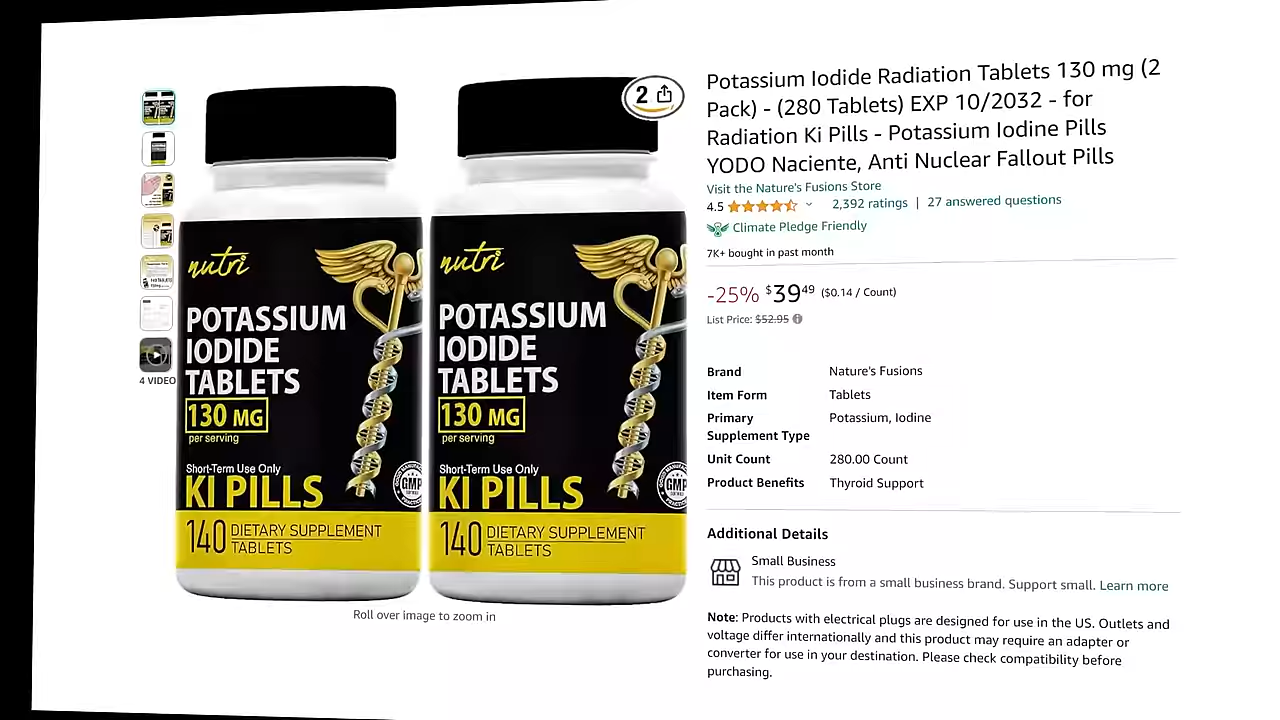 Potassium Iodide Radiation Tablets 130 mg (2
Pack) - (280 Tablets) EXP 10/2032 - for
Radiation Ki Pills - Potassium Iodine Pills
YODO Naciente, Anti Nuclear Fallout Pills
Visit the Nature's Fusions Store
4.5 2,392 ratings | 27 answered questions
Climate Pledge Friendly
7K+ bought in past month
-25% $39 49 ($0.14 / Count)
List Price: $52.95
Brand Nature's Fusions
Item Form Tablets
Primary Potassium, Iodine
Supplement Type
Unit Count 280.00 Count
Product Benefits Thyroid Support
Additional Details
Small Business
This product is from a small business brand. Support small. Learn more
Note: Products with electrical plugs are designed for use in the US. Outlets and
voltage differ internationally and this product may require an adapter or
converter for use in your destination. Please check compatibility before
purchasing.
2
nutri
POTASSIUM
IODIDE
TABLETS
130 MG
per serving
Short-Term Use Only
KI PILLS
GMP
140 DIETARY SUPPLEMENT
TABLETS
nutri
POTASSIUM
IODIDE
TABLETS
130 MG
per serving
Short-Term Use Only
KI PILLS
GMP
140 DIETARY SUPPLEMENT
TABLETS
4 VIDEO
Roll over image to zoom in